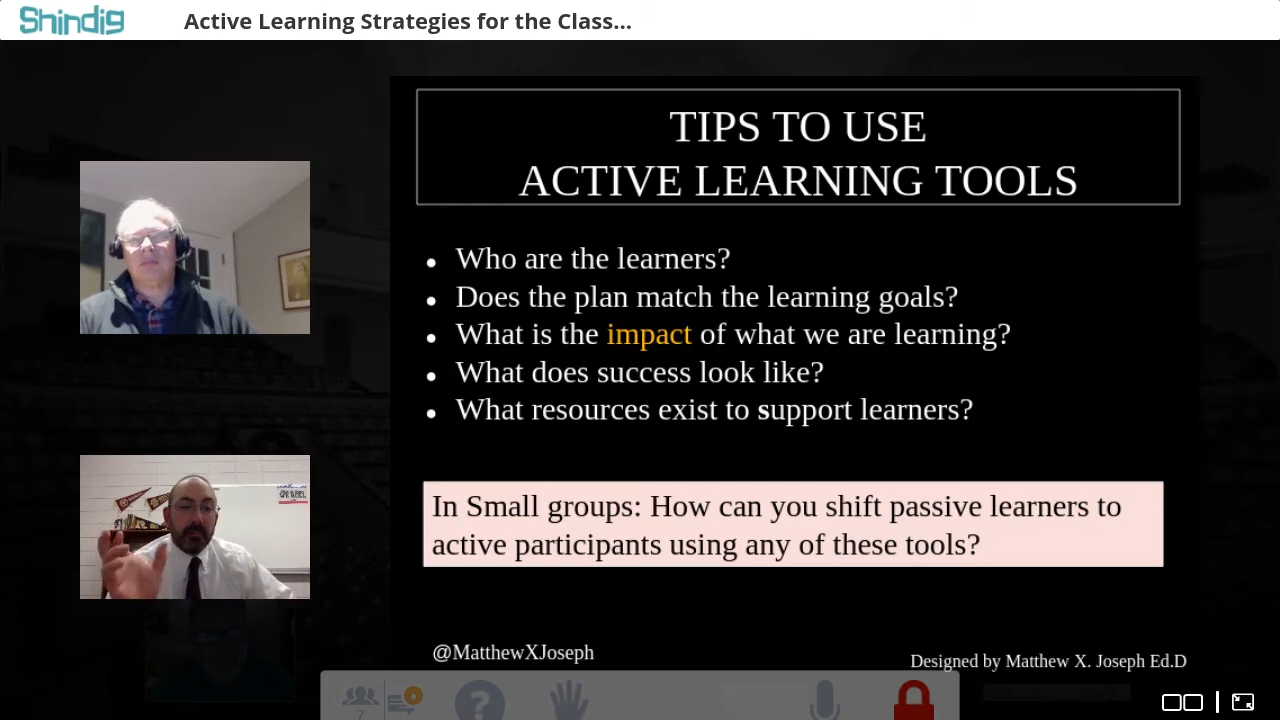 Shindig
Active Learning Strategies for the Class...
TIPS TO USE
ACTIVE LEARNING TOOLS
Who are the learners?
Does the plan match the learning goals?
What is the impact of what we are learning?
What does success look like?
What resources exist to support learners?
In Small groups: How can you shift passive learners to
active participants using any of these tools?
@MatthewXJoseph
Designed by Matthew X. Joseph Ed.D
7
?